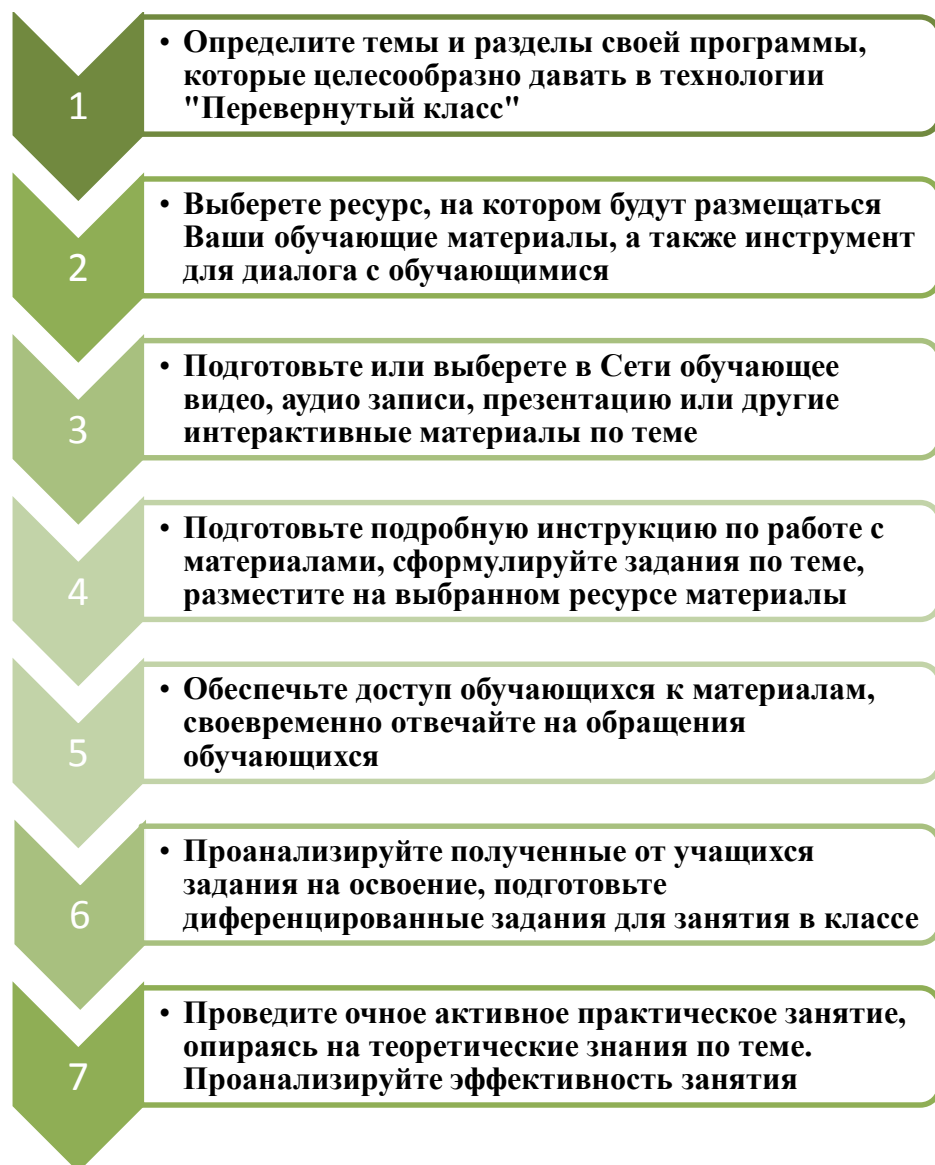 1
• Определите темы и разделы своей программы,
которые целесообразно давать в технологии
"Перевернутый класс"
2
• Выберете ресурс, на котором будут размещаться
Ваши обучающие материалы, а также инструмент
для диалога с обучающимися
3
• Подготовьте или выберете в Сети обучающее
видео, аудио записи, презентацию или другие
интерактивные материалы по теме
4
• Подготовьте подробную инструкцию по работе с
материалами, сформулируйте задания по теме,
разместите на выбранном ресурсе материалы
5
• Обеспечьте доступ обучающихся к материалам,
своевременно отвечайте на обращения
обучающихся
6
• Проанализируйте полученные от учащихся
задания на освоение, подготовьте
диференцированные задания для занятия в классе
7
• Проведите очное активное практическое занятие,
опираясь на теоретические знания по теме.
Проанализируйте эффективность занятия